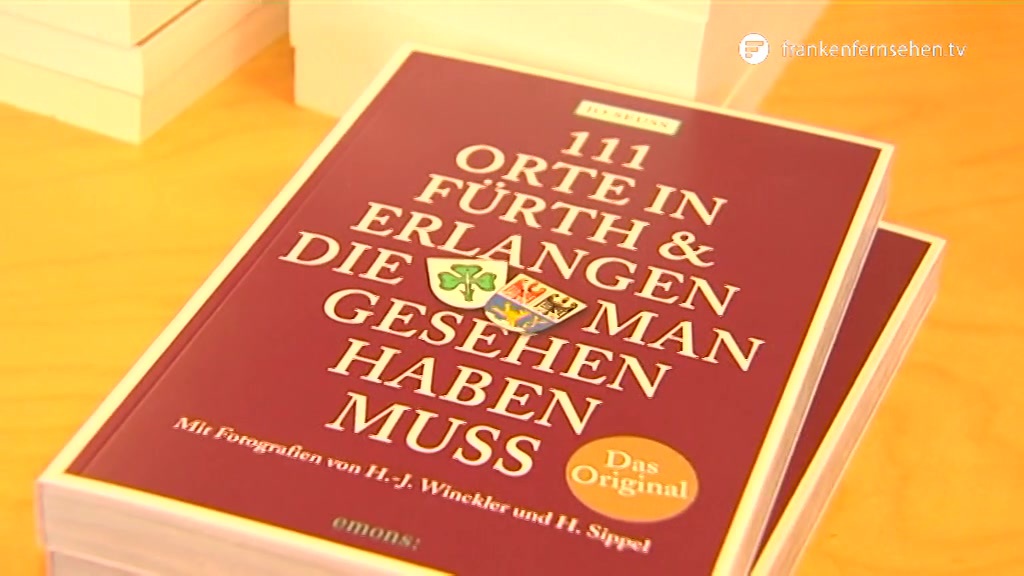 frankenfernsehen.tv
111
ORTE IN
FÜRTH &
ERLANGEN
DIE MAN
GESEHEN
HABEN
MUSS
Mit Fotografien von H.-J. Winckler und H. Sippel
Das
Original
emons: